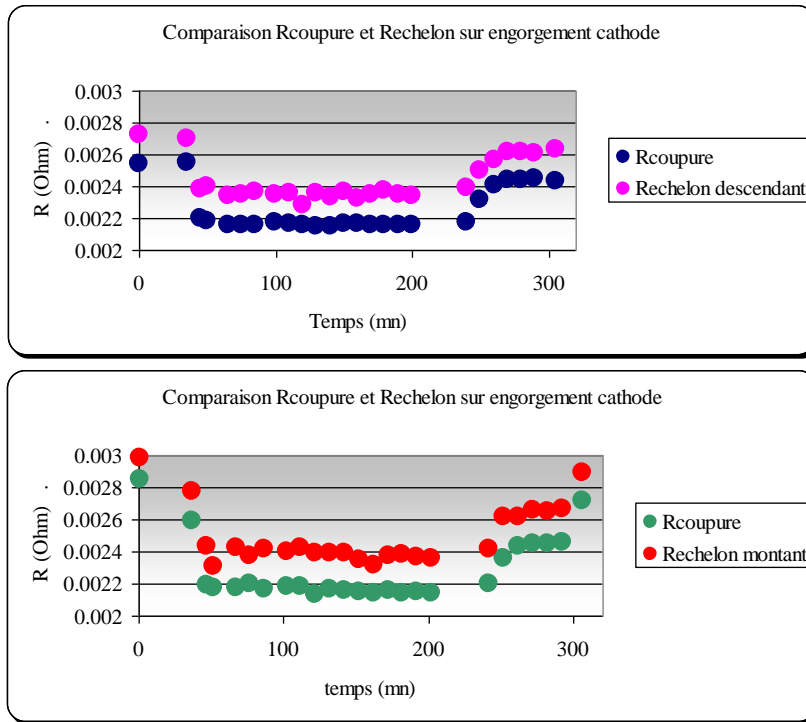 Comparaison Rcoupure et Rechelon sur engorgement cathode
R (Ohm) .
0.003
0.0028
0.0026
0.0024
0.0022
0.002
0 100 200 300
Temps (mn)
Rcoupure
Rechelon descendant
Comparaison Rcoupure et Rechelon sur engorgement cathode
R (Ohm) .
0.003
0.0028
0.0026
0.0024
0.0022
0.002
0 100 200 300
temps (mn)
Rcoupure
Rechelon montant